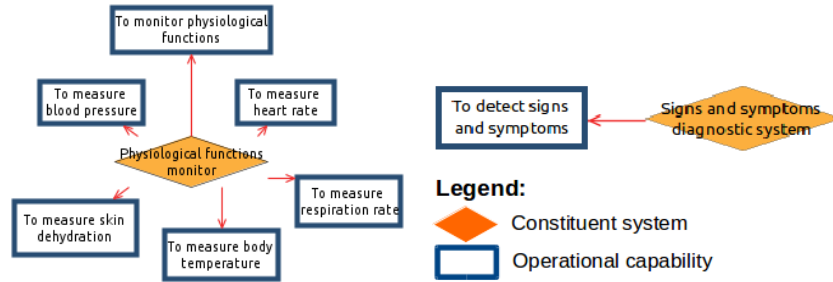 To monitor physiological
functions
To measure
blood pressure
To measure
heart rate
Physiological functions
monitor
To measure
respiration rate
To measure skin
dehydration
To measure body
temperature
To detect signs
and symptoms
Signs and symptoms
diagnostic system
Legend:
Constituent system
Operational capability